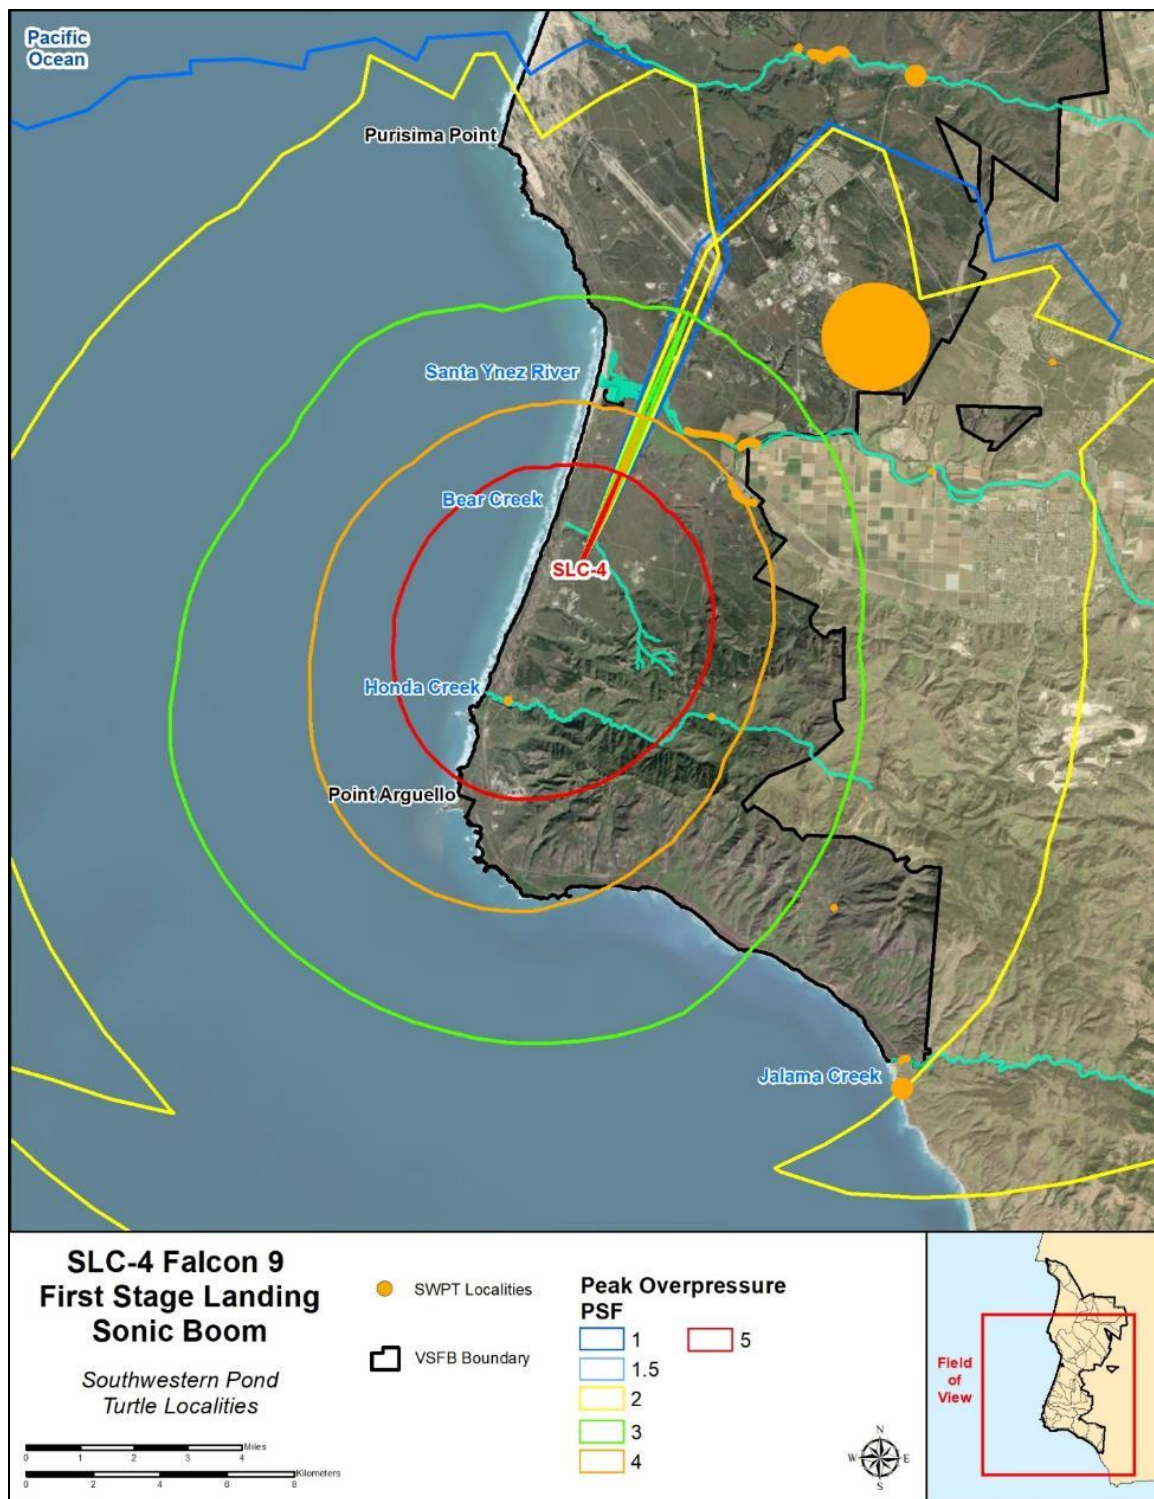 Pacific
Ocean
Purisima Point
Santa Ynez River
Bear Creek
SLC-4
Honda Creek
Point Arguello
Jalama Creek
SLC-4 Falcon 9
First Stage Landing
Sonic Boom
Southwestern Pond
Turtle Localities
Miles
0 1 2 3 4
Kilometers
0 2 4 6 8
SWPT Localities
VSFB Boundary
Peak Overpressure
PSF
1
1.5
2
3
4
5
N
W E
S
Field
of
View